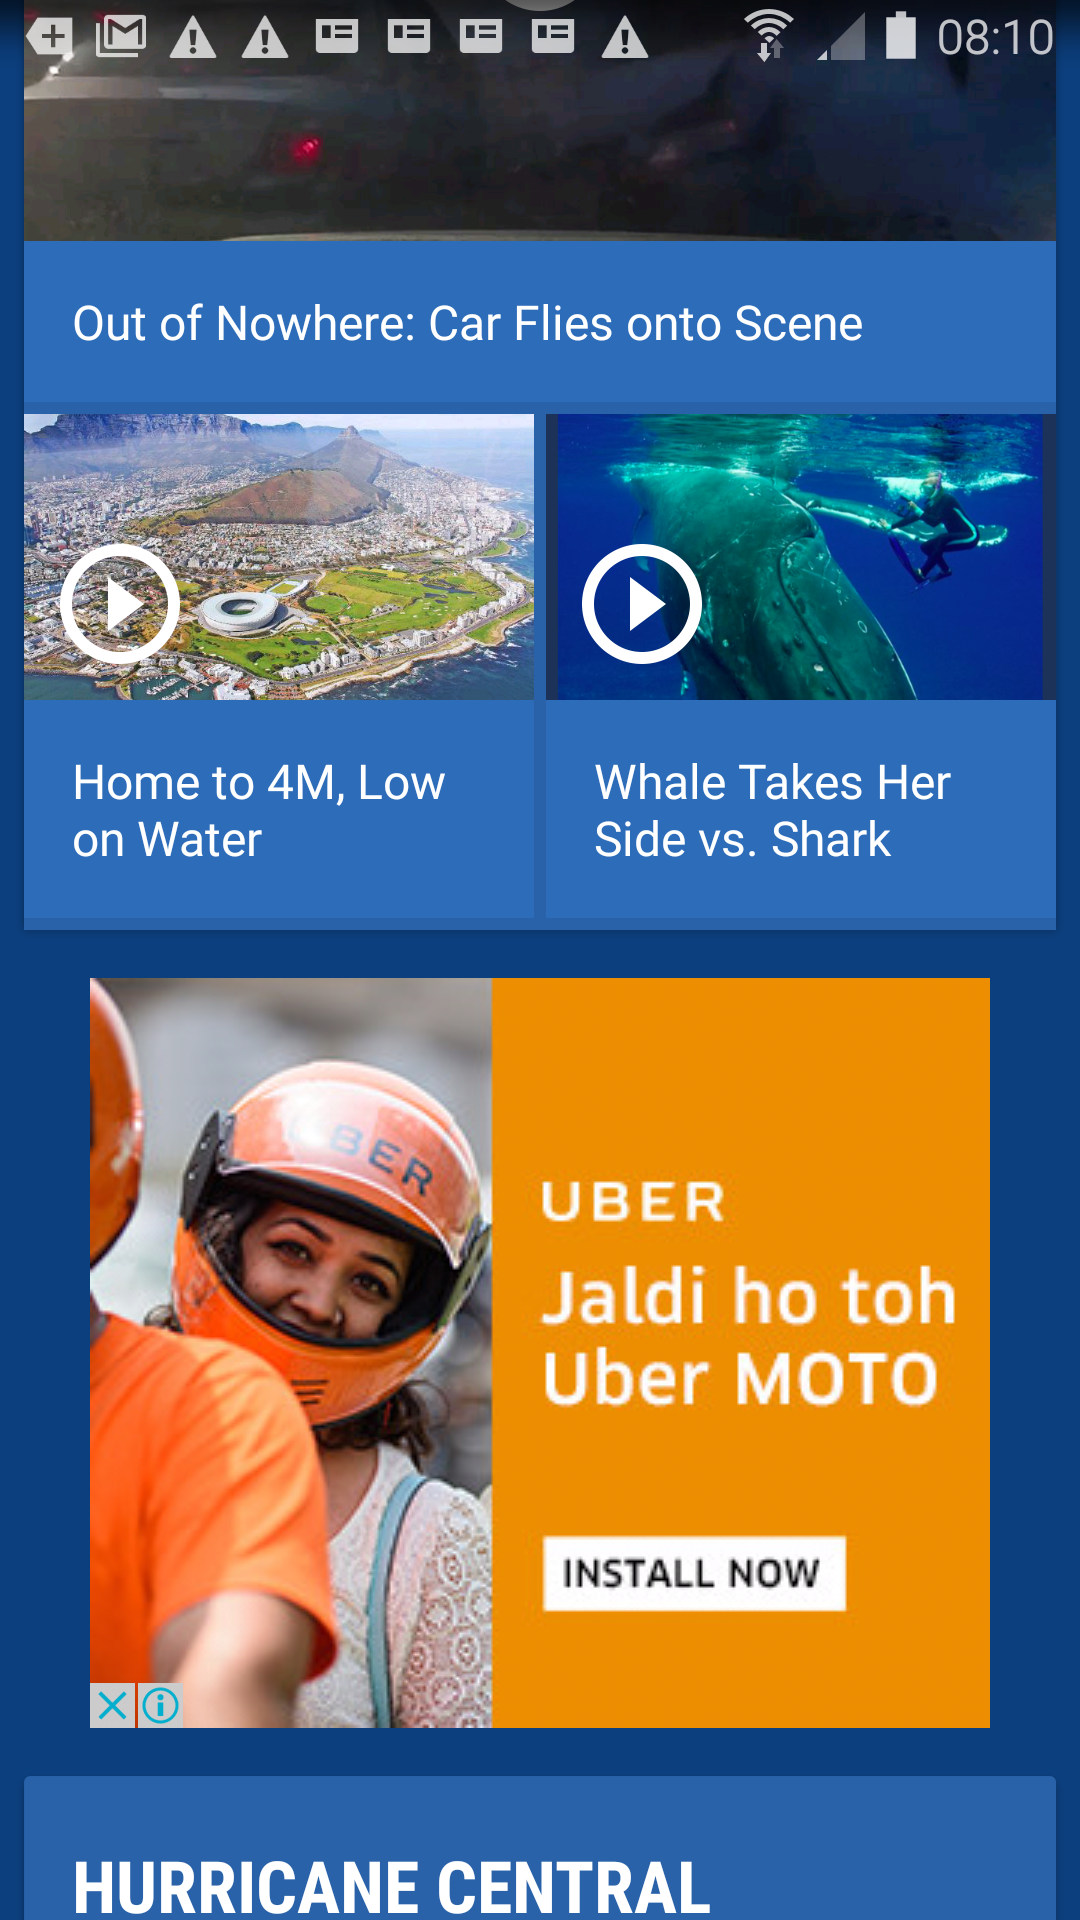 08:10
Out of Nowhere: Car Flies onto Scene
Home to 4M, Low
on Water
Whale Takes Her
Side vs. Shark
UBER
UBER
Jaldi ho toh
Uber MOTO
INSTALL NOW
HURRICANE CENTRAL